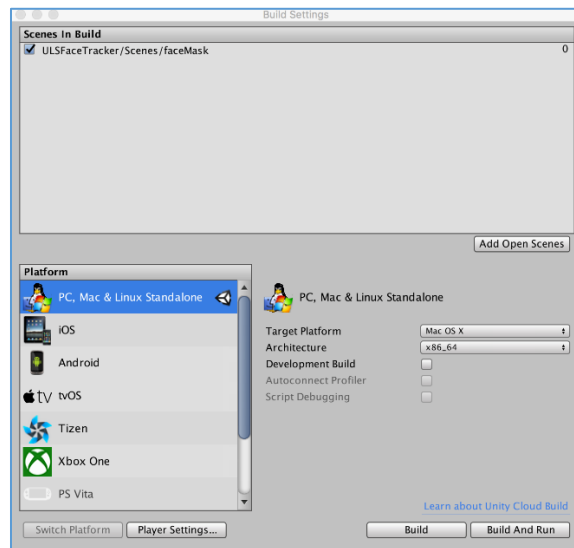 Build Settings
Scenes In Build
ULSFaceTracker/Scenes/faceMask 0
Add Open Scenes
Platform
PC, Mac & Linux Standalone
iOS
Android
tv tvOS
Tizen
Xbox One
PS Vita
PC, Mac & Linux Standalone
Target Platform Mac OS X
Architecture x86_64
Development Build
Autoconnect Profiler
Script Debugging
Learn about Unity Cloud Build
Switch Platform Player Settings... Build Build And Run